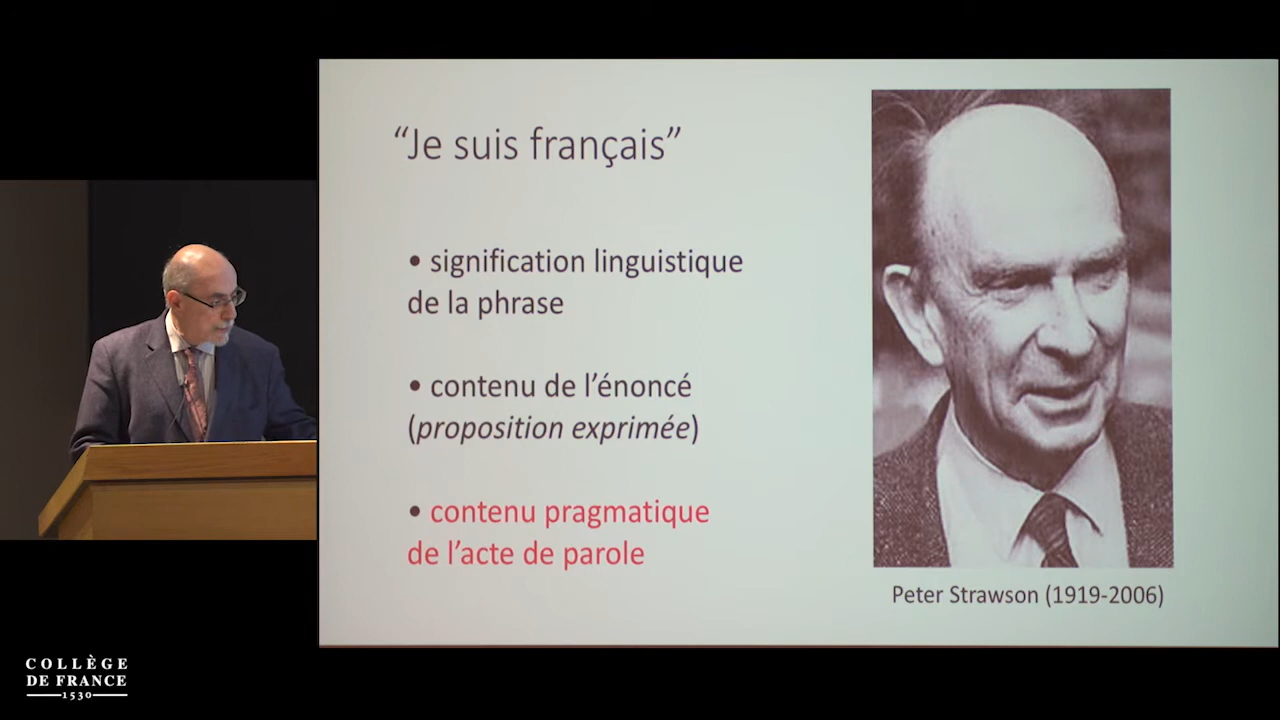 “Je suis français”
• signification linguistique
de la phrase
• contenu de l’énoncé
(proposition exprimée)
• contenu pragmatique
de l’acte de parole
Peter Strawson (1919-2006)
COLLÈGE
DE FRANCE
1530